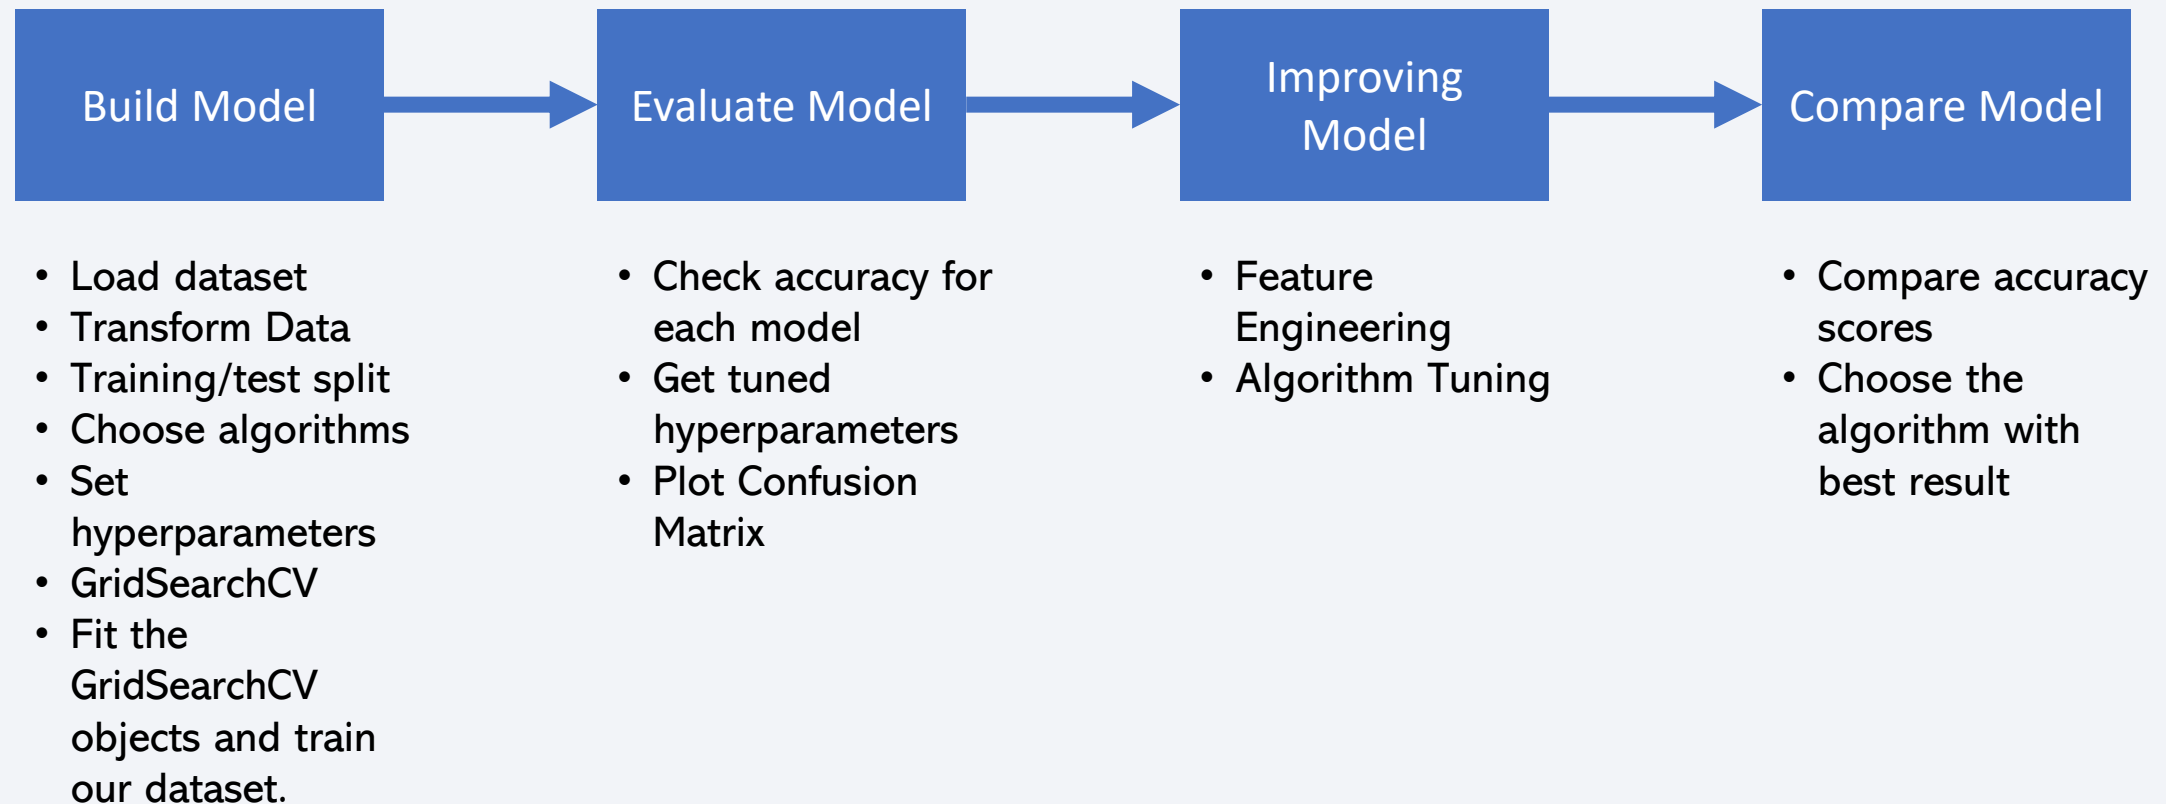 Build Model
Evaluate Model
Improving
Model
Compare Model
• Load dataset
• Transform Data
• Training/test split
• Choose algorithms
• Set
hyperparameters
• GridSearchCV
• Fit the
GridSearchCV
objects and train
our dataset.
• Check accuracy for
each model
• Get tuned
hyperparameters
• Plot Confusion
Matrix
• Feature
Engineering
• Algorithm Tuning
• Compare accuracy
scores
• Choose the
algorithm with
best result